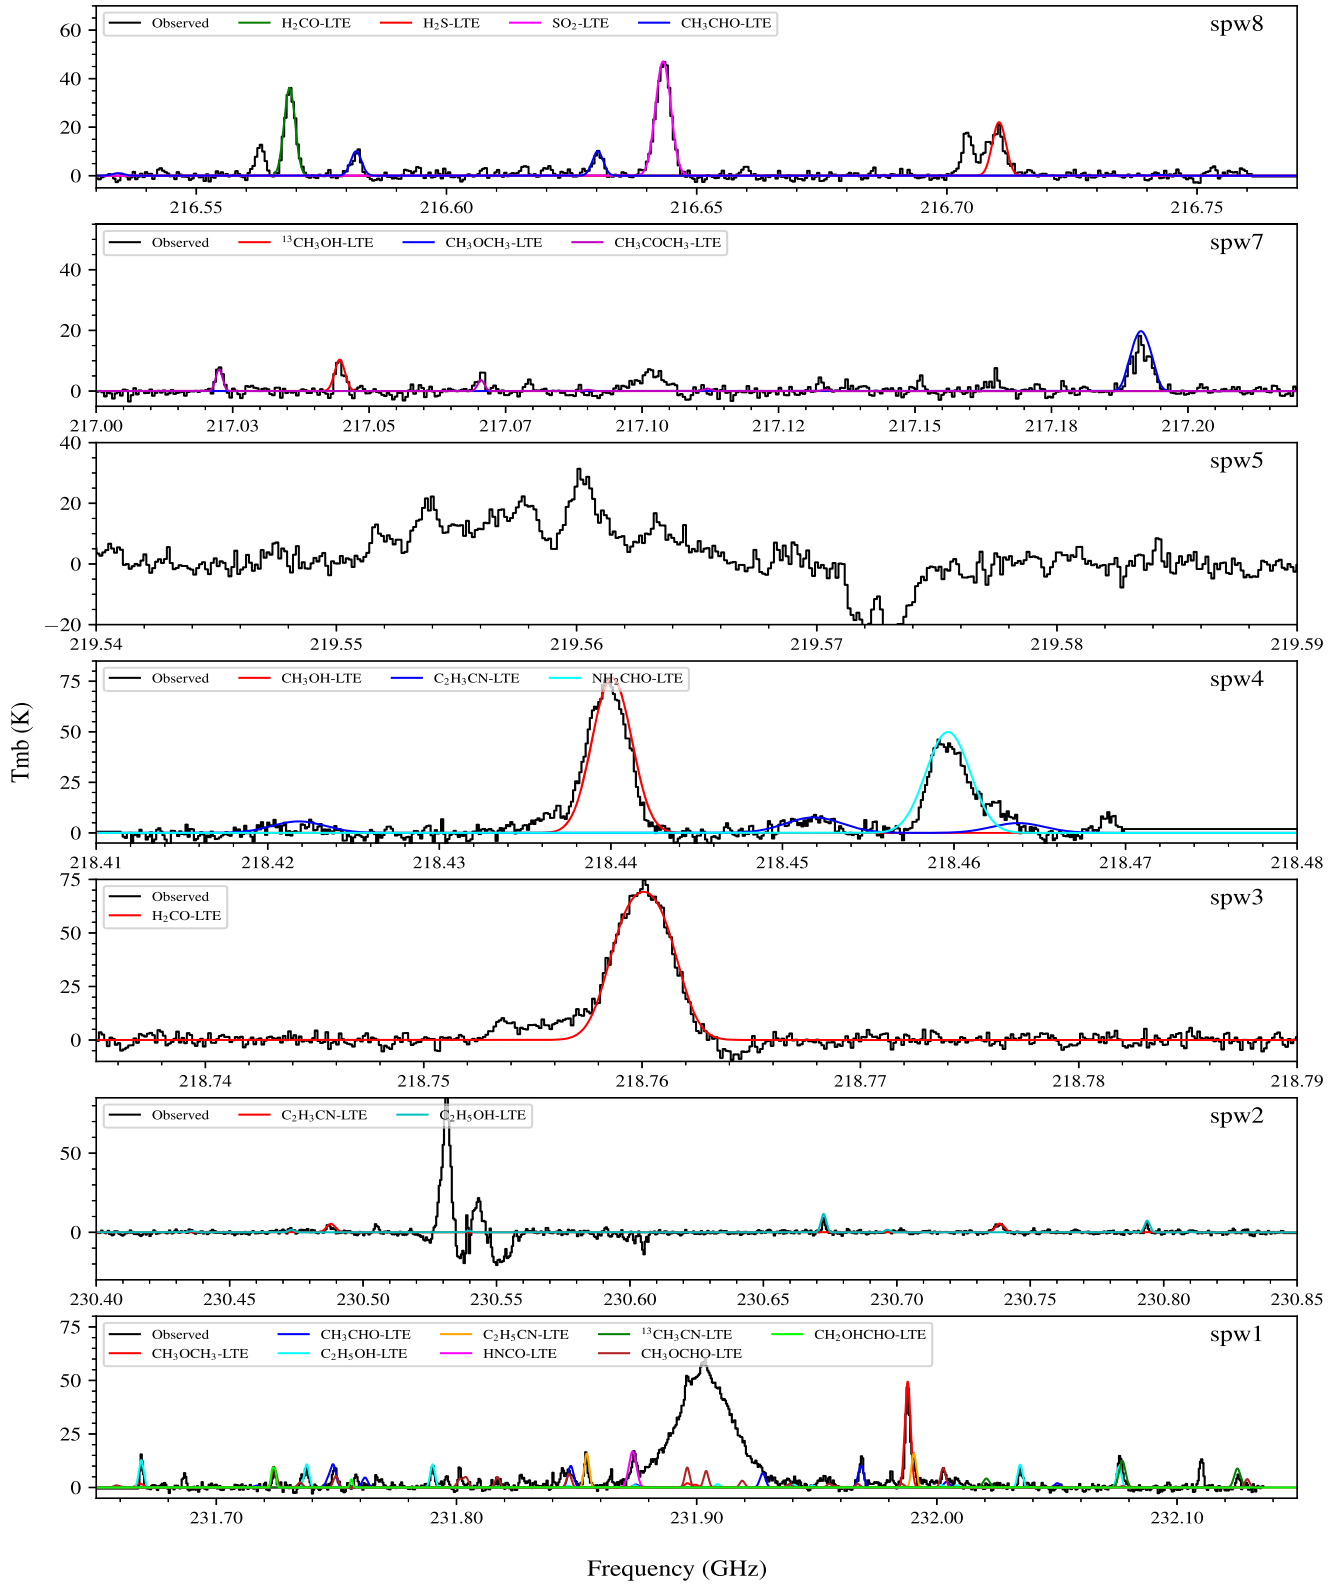 Observed H₂CO-LTE H₂S-LTE SO₂-LTE CH₃CHO-LTE spw8
60
40
20
0
216.55 216.60 216.65 216.70 216.75
Observed ¹³CH₃OH-LTE CH₃OCH₃-LTE CH₃COCH₃-LTE spw7
40
20
0
217.00 217.03 217.05 217.07 217.10 217.12 217.15 217.18 217.20
spw5
40
20
0
−20
219.54 219.55 219.56 219.57 219.58 219.59
Observed CH₃OH-LTE C₂H₃CN-LTE NH₂CHO-LTE spw4
75
50
25
0
218.41 218.42 218.43 218.44 218.45 218.46 218.47 218.48
Tmb (K)
Observed spw3
H₂CO-LTE
75
50
25
0
218.74 218.75 218.76 218.77 218.78 218.79
Observed C₂H₃CN-LTE C₂H₅OH-LTE spw2
50
0
230.40 230.45 230.50 230.55 230.60 230.65 230.70 230.75 230.80 230.85
Observed CH₃CHO-LTE C₂H₅CN-LTE ¹³CH₃CN-LTE CH₂OHCHO-LTE spw1
CH₃OCH₃-LTE C₂H₅OH-LTE HNCO-LTE CH₃OCHO-LTE
75
50
25
0
231.70 231.80 231.90 232.00 232.10
Frequency (GHz)